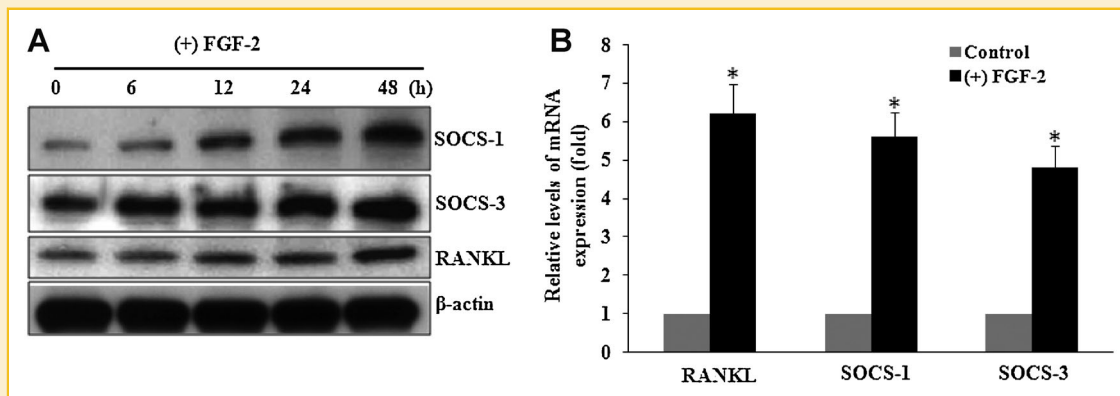 A
(+) FGF-2
0 6 12 24 48 (h)
SOCS-1
SOCS-3
RANKL
β-actin
B
Control
(+) FGF-2
Relative levels of mRNA
expression (fold)
8
7
6
5
4
3
2
1
0
*
*
*
RANKL SOCS-1 SOCS-3